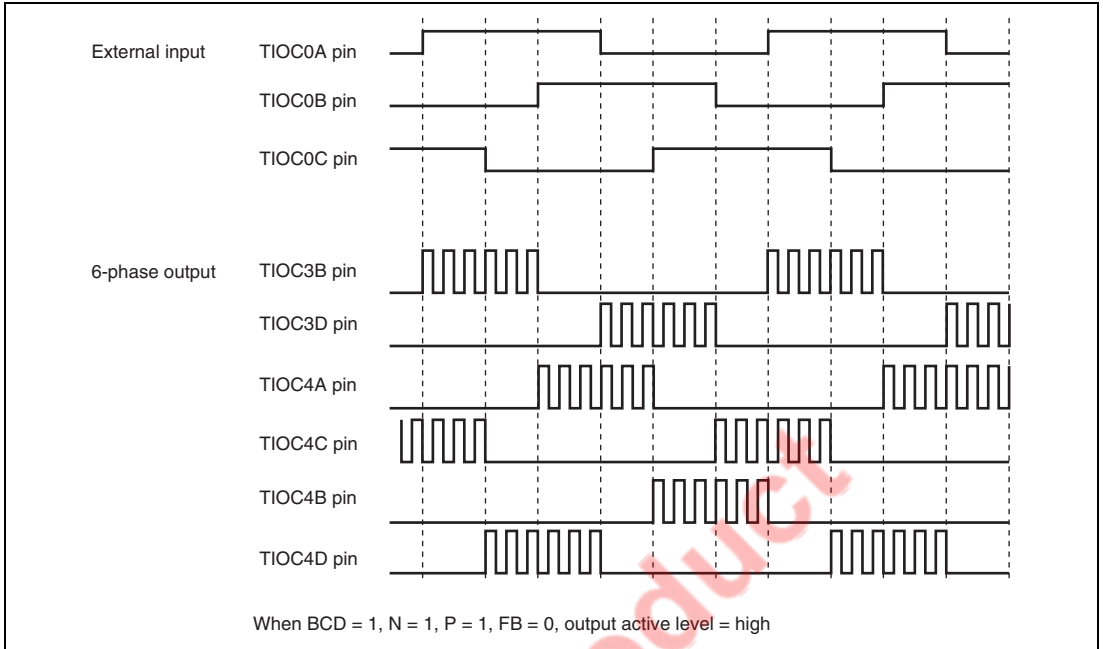 External input TIOC0A pin
TIOC0B pin
TIOC0C pin
6-phase output TIOC3B pin
TIOC3D pin
TIOC4A pin
TIOC4C pin
TIOC4B pin
TIOC4D pin
When BCD = 1, N = 1, P = 1, FB = 0, output active level = high